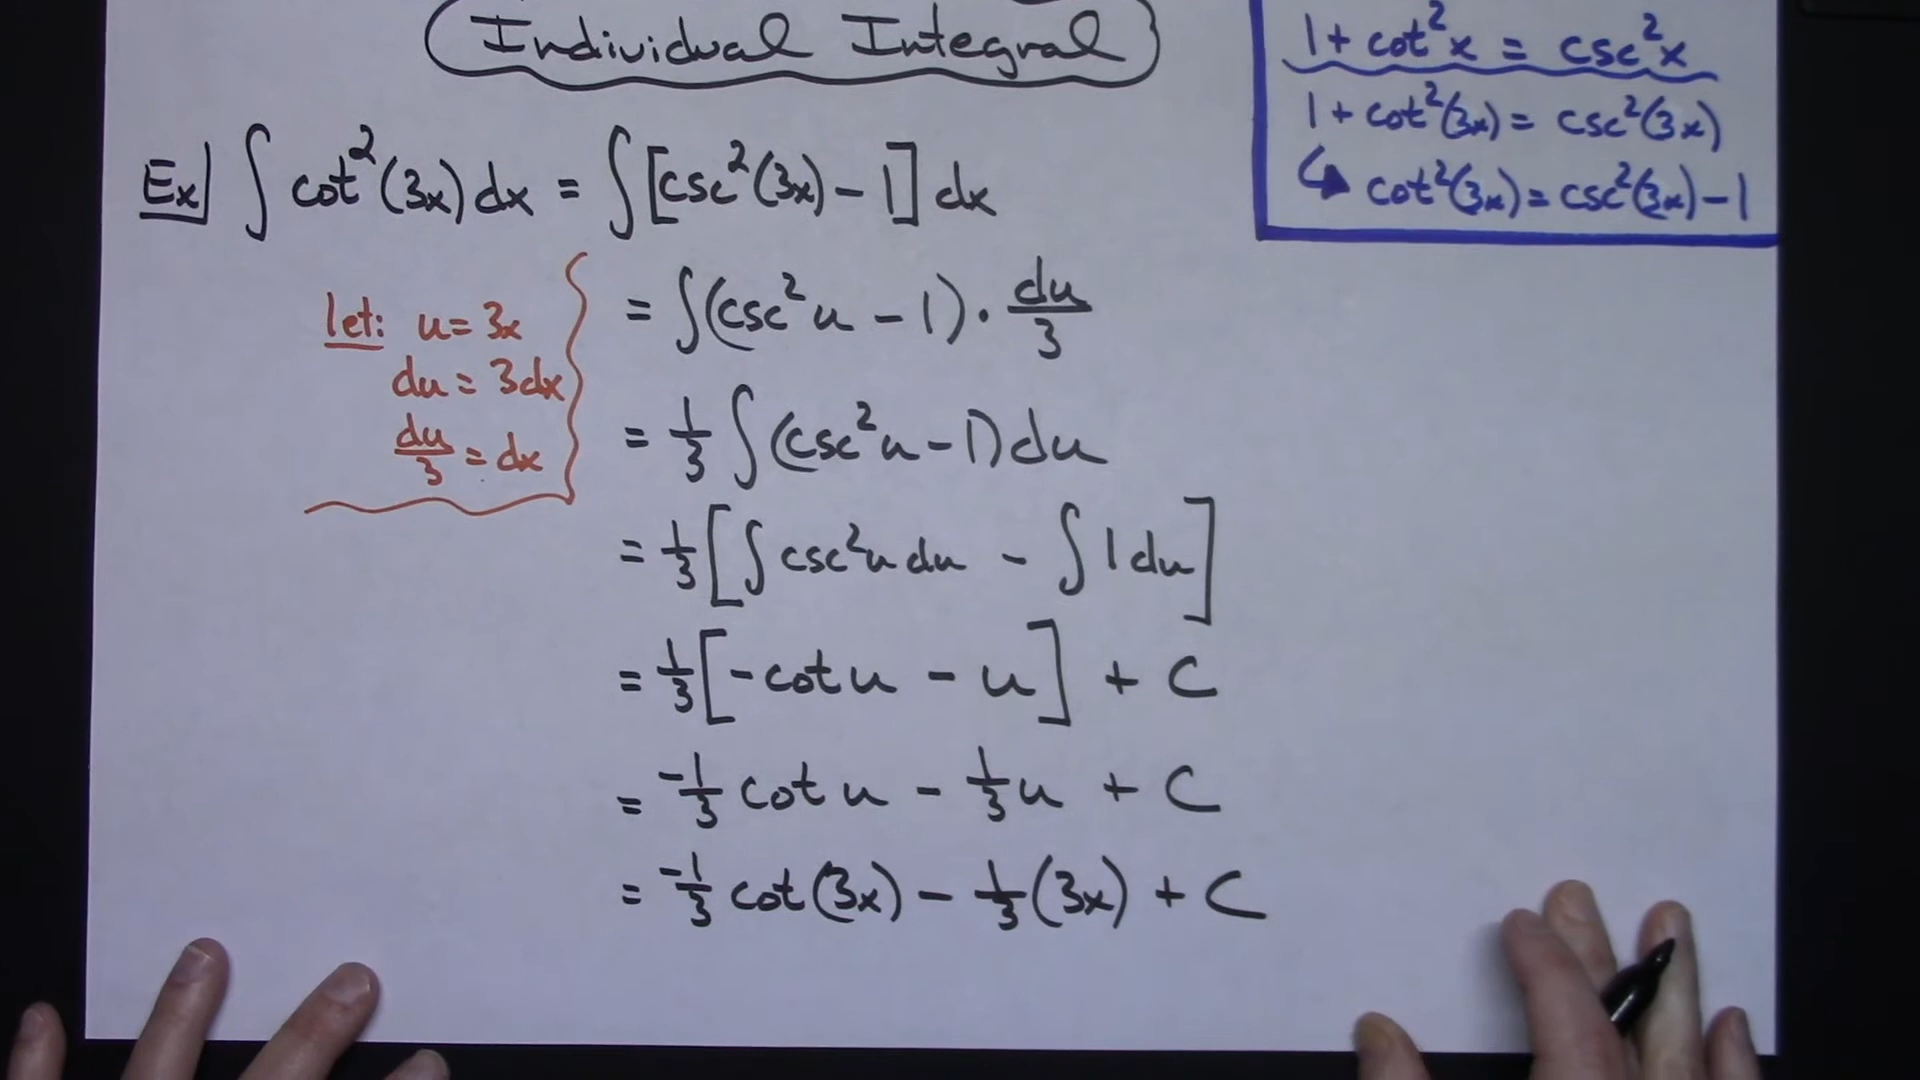 Individual Integral
1 + cot²x = csc²x
1 + cot²(3x) = csc²(3x)
↳ cot²(3x) = csc²(3x) - 1
Ex) ∫ cot²(3x) dx = ∫ [csc²(3x) - 1] dx
let: u = 3x
du = 3dx
du/3 = dx
= ∫(csc²u - 1) · du/3
= 1/3 ∫ (csc²u - 1) du
= 1/3 [∫ csc²u du - ∫ 1 du]
= 1/3 [-cot u - u] + C
= -1/3 cot u - 1/3 u + C
= -1/3 cot(3x) - 1/3 (3x) + C